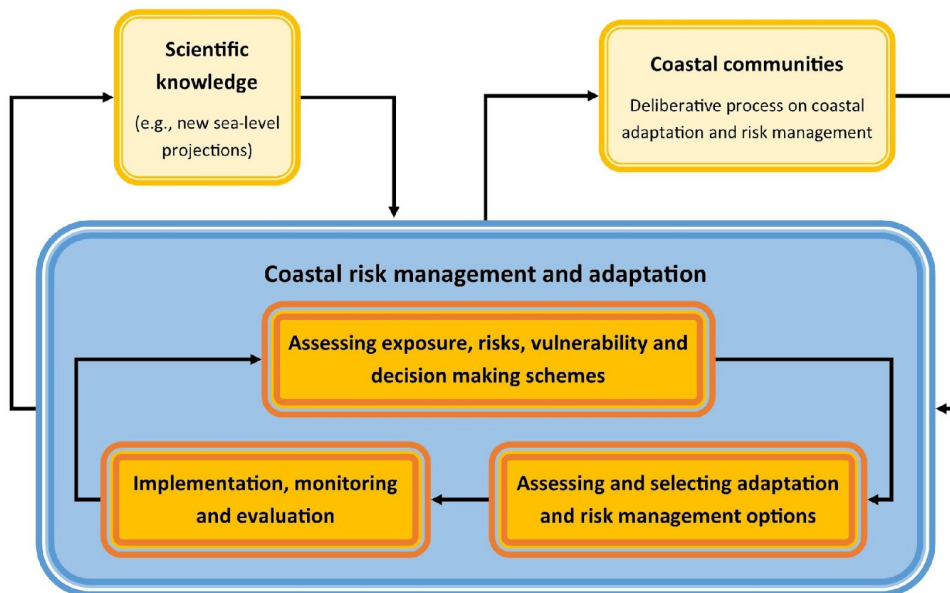 Scientific
knowledge
(e.g., new sea-level
projections)
Coastal communities
Deliberative process on coastal
adaptation and risk management
Coastal risk management and adaptation
Assessing exposure, risks, vulnerability and
decision making schemes
Implementation, monitoring
and evaluation
Assessing and selecting adaptation
and risk management options